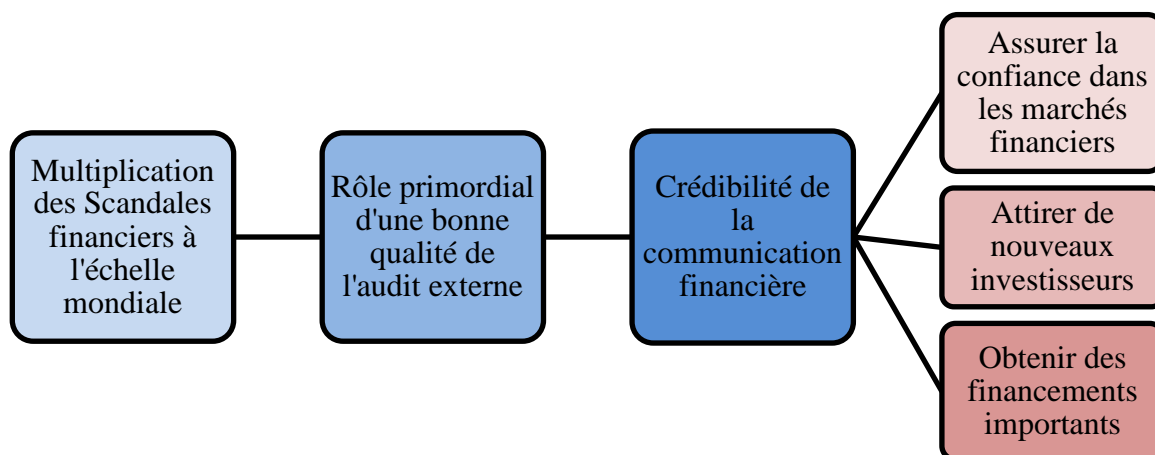 Multiplication
des Scandales
financiers à
l'échelle
mondiale
Rôle primordial
d'une bonne
qualité de
l'audit externe
Crédibilité de
la
communication
financière
Assurer la
confiance dans
les marchés
financiers
Attirer de
nouveaux
investisseurs
Obtenir des
financements
importants